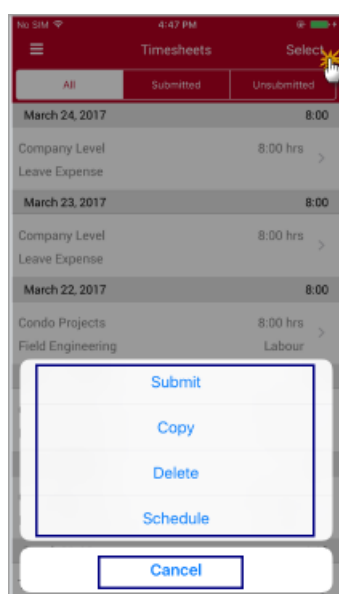 No SIM 4:47 PM
Timesheets Select
All Submitted Unsubmitted
March 24, 2017 8:00
Company Level 8:00 hrs
Leave Expense
March 23, 2017 8:00
Company Level 8:00 hrs
Leave Expense
March 22, 2017 8:00
Condo Projects 8:00 hrs
Field Engineering Labour
Submit
Copy
Delete
Schedule
Cancel